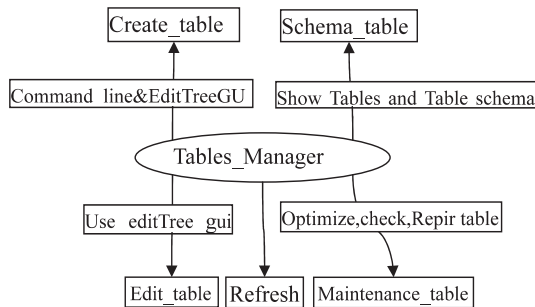 Create_table Schema_table
Command line&EditTreeGU Show Tables and Table schema
Tables_Manager
Use editTree gui Optimize,check,Repir table
Edit_table Refresh Maintenance_table